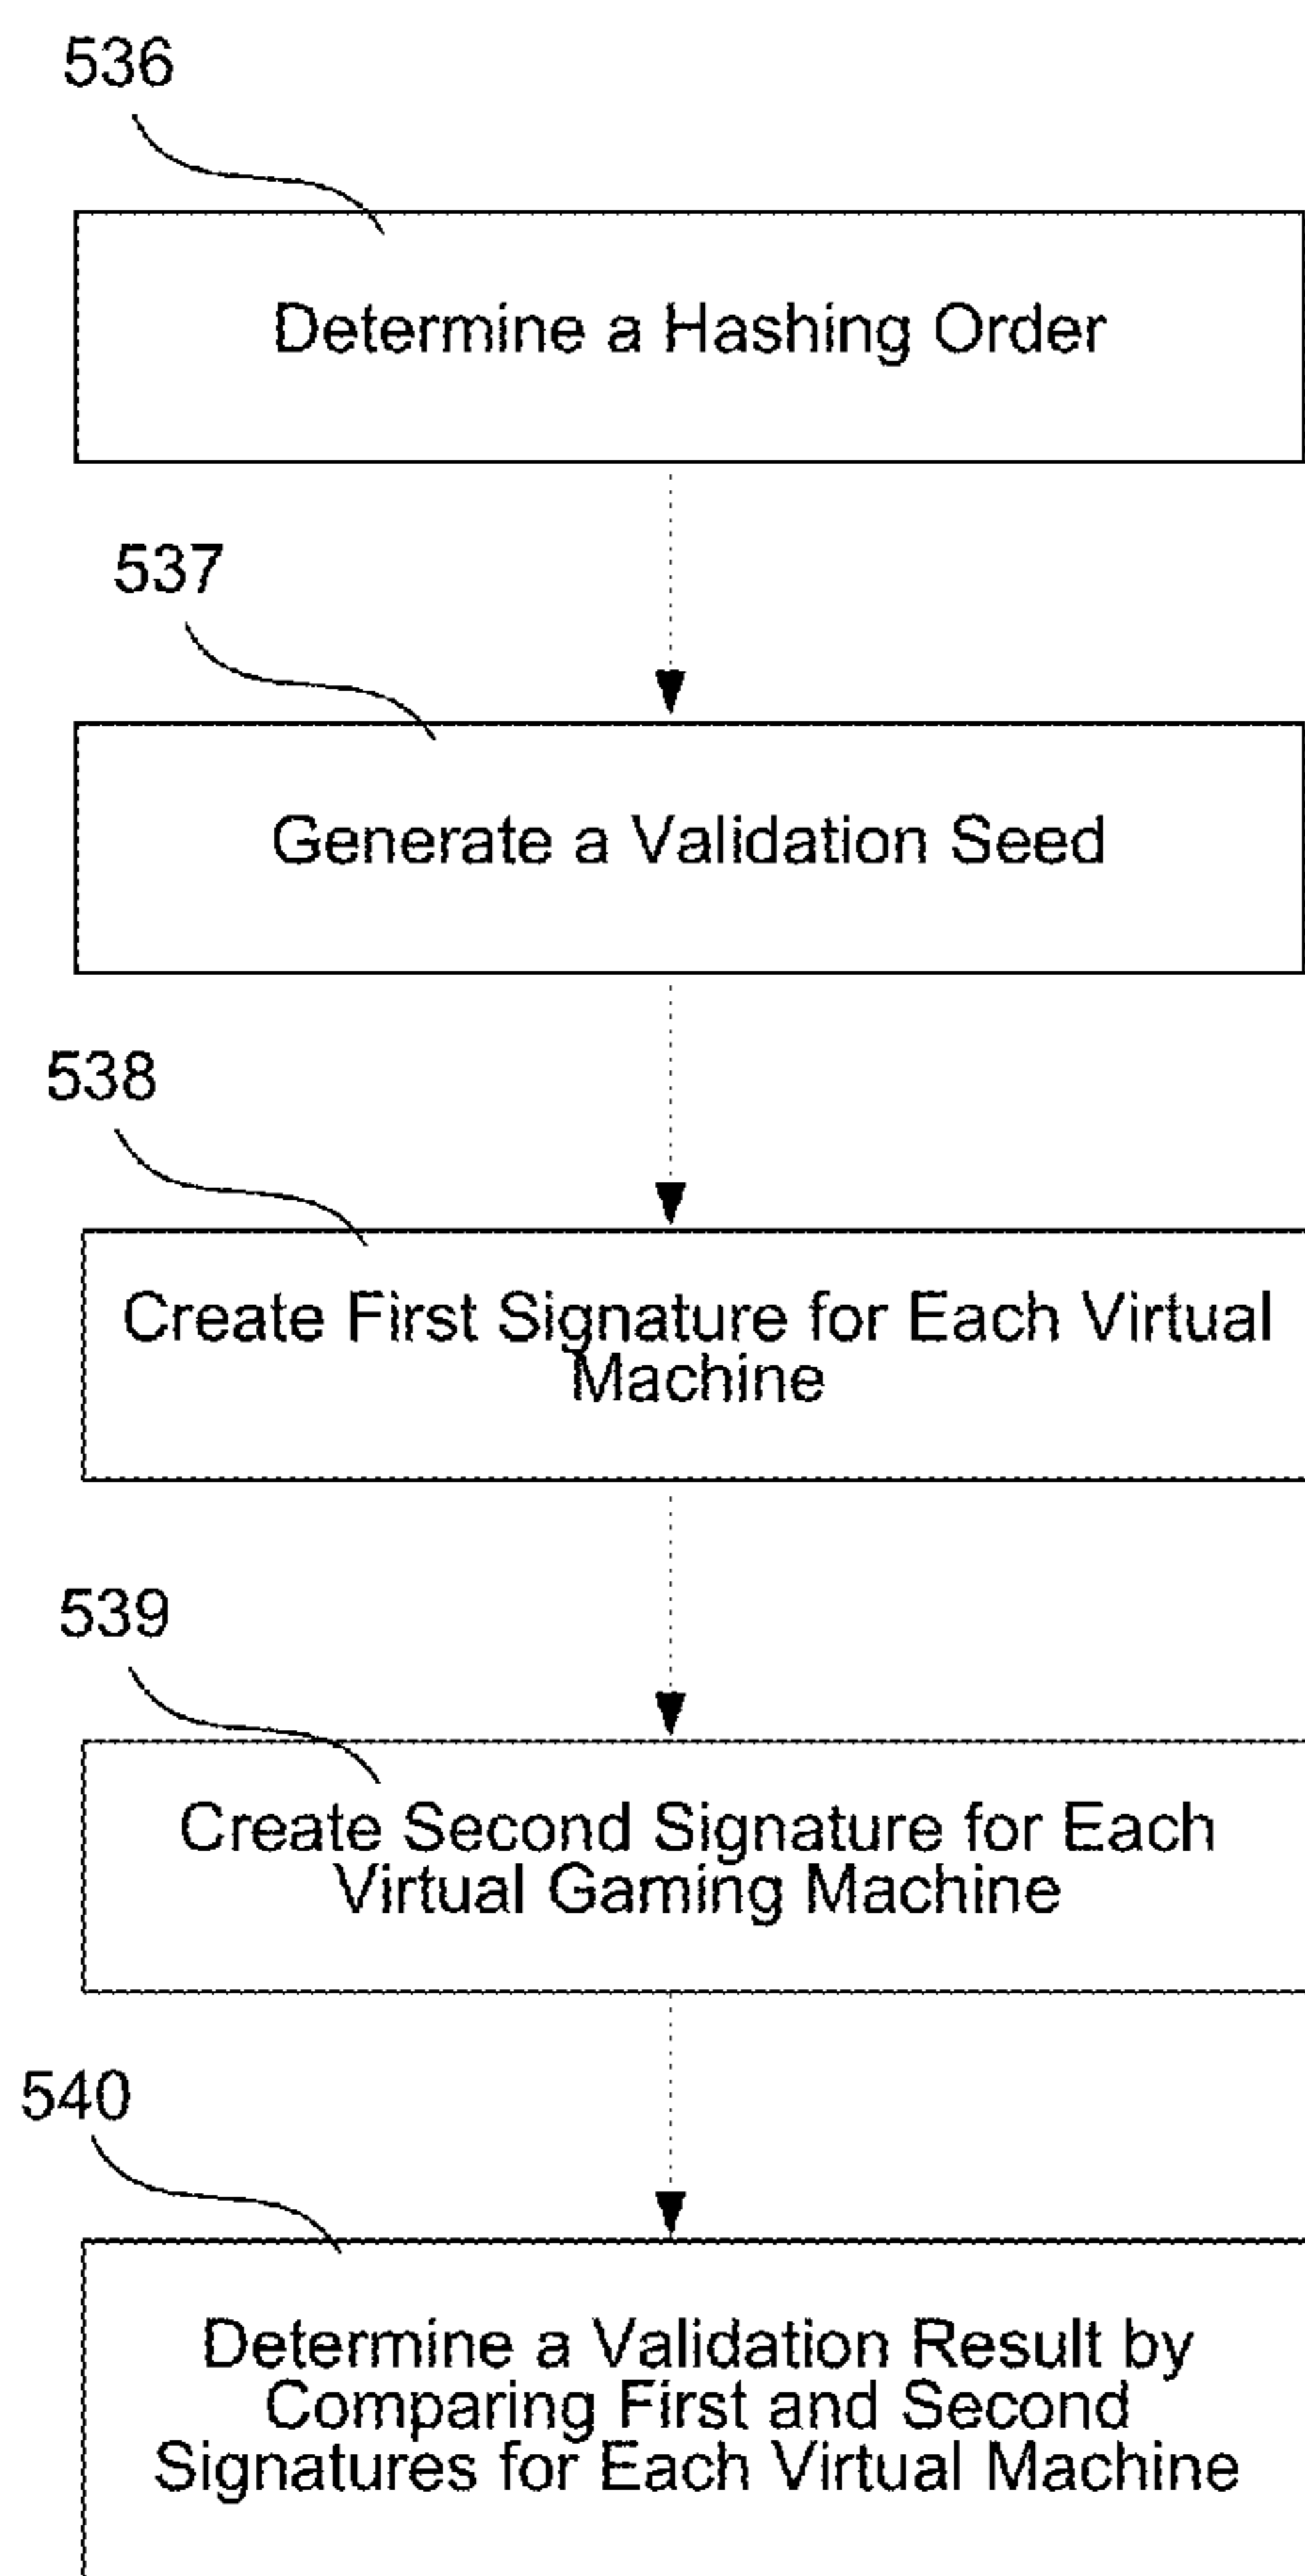 536
Determine a Hashing Order
537
Generate a Validation Seed
538
Create First Signature for Each Virtual
Machine
539
Create Second Signature for Each
Virtual Gaming Machine
540
Determine a Validation Result by
Comparing First and Second
Signatures for Each Virtual Machine